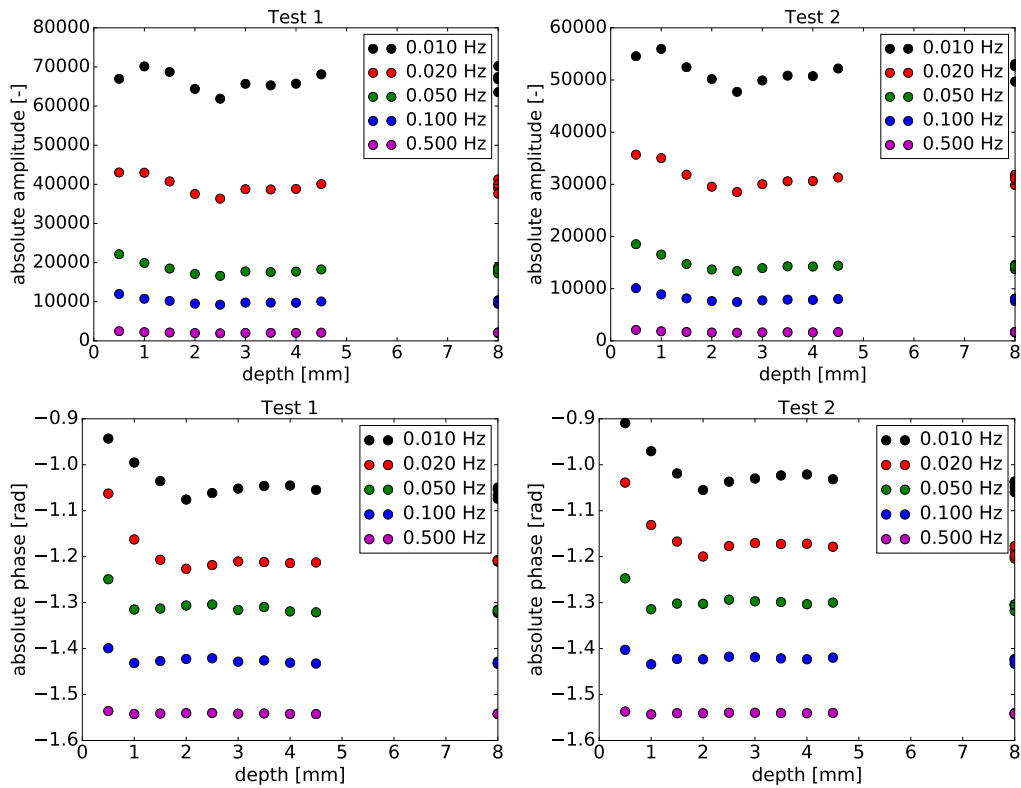 Test 1
80000
70000
60000
50000
40000
30000
20000
10000
0
absolute amplitude [-]
0 1 2 3 4 5 6 7 8
depth [mm]
0.010 Hz
0.020 Hz
0.050 Hz
0.100 Hz
0.500 Hz
Test 2
60000
50000
40000
30000
20000
10000
0
absolute amplitude [-]
0 1 2 3 4 5 6 7 8
depth [mm]
0.010 Hz
0.020 Hz
0.050 Hz
0.100 Hz
0.500 Hz
Test 1
−0.9
−1.0
−1.1
−1.2
−1.3
−1.4
−1.5
−1.6
absolute phase [rad]
0 1 2 3 4 5 6 7 8
depth [mm]
0.010 Hz
0.020 Hz
0.050 Hz
0.100 Hz
0.500 Hz
Test 2
−0.9
−1.0
−1.1
−1.2
−1.3
−1.4
−1.5
−1.6
absolute phase [rad]
0 1 2 3 4 5 6 7 8
depth [mm]
0.010 Hz
0.020 Hz
0.050 Hz
0.100 Hz
0.500 Hz